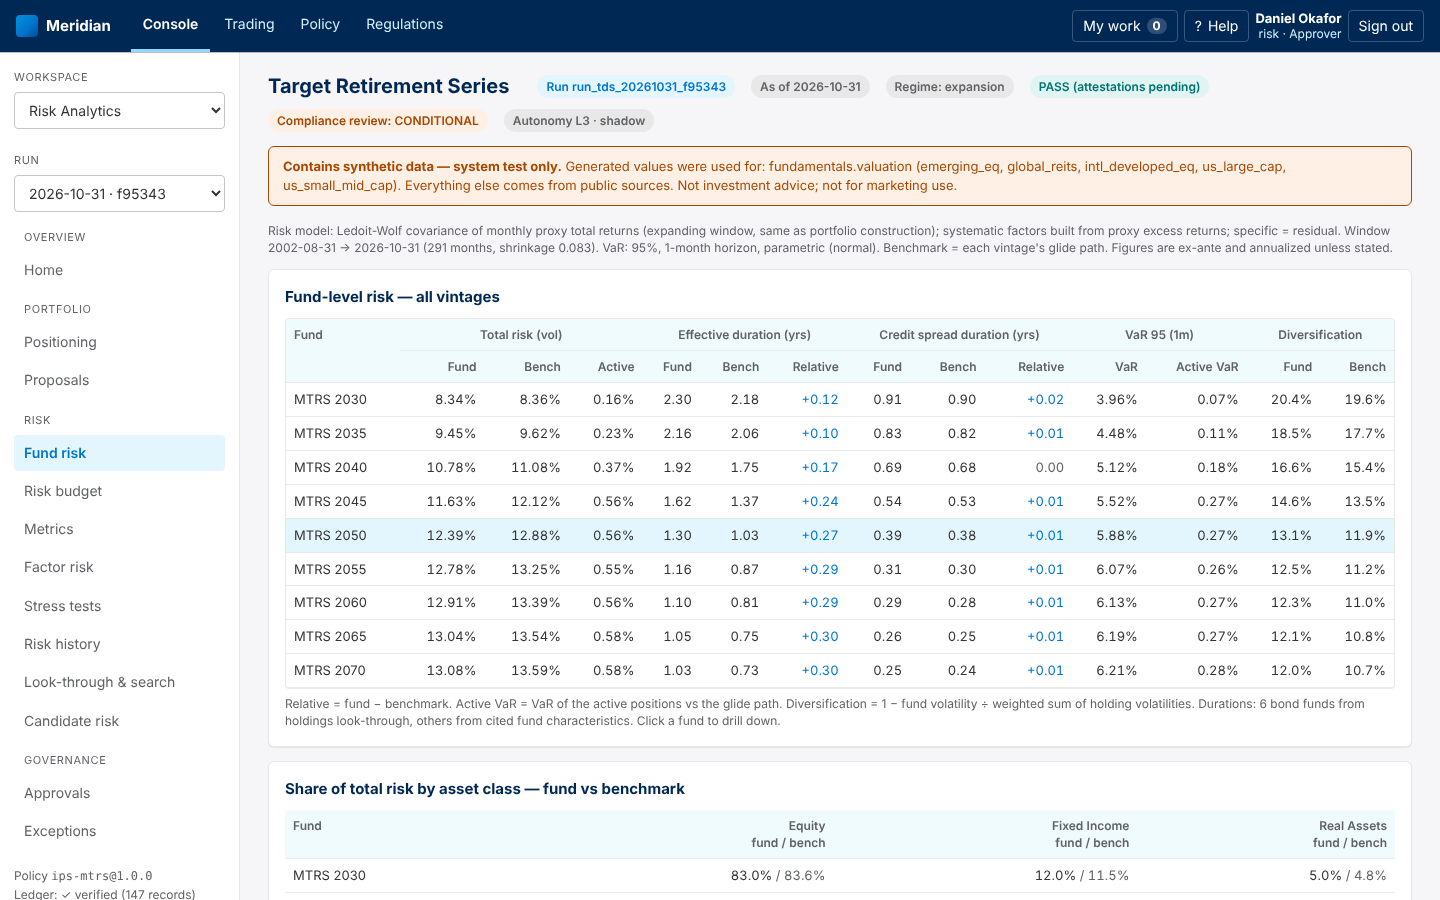 Meridian
Console Trading Policy Regulations
My work 0
? Help
Daniel Okafor
risk · Approver
Sign out
WORKSPACE
Risk Analytics
RUN
2026-10-31 · f95343
OVERVIEW
Home
PORTFOLIO
Positioning
Proposals
RISK
Fund risk
Risk budget
Metrics
Factor risk
Stress tests
Risk history
Look-through & search
Candidate risk
GOVERNANCE
Approvals
Exceptions
Policy ips-mtrs@1.0.0
Ledger: ✓ verified (147 records)
Target Retirement Series Run run_tds_20261031_f95343 As of 2026-10-31 Regime: expansion PASS (attestations pending)
Compliance review: CONDITIONAL Autonomy L3 · shadow
Contains synthetic data — system test only. Generated values were used for: fundamentals.valuation (emerging_eq, global_reits, intl_developed_eq, us_large_cap,
us_small_mid_cap). Everything else comes from public sources. Not investment advice; not for marketing use.
Risk model: Ledoit-Wolf covariance of monthly proxy total returns (expanding window, same as portfolio construction); systematic factors built from proxy excess returns; specific = residual. Window
2002-08-31 → 2026-10-31 (291 months, shrinkage 0.083). VaR: 95%, 1-month horizon, parametric (normal). Benchmark = each vintage's glide path. Figures are ex-ante and annualized unless stated.
Fund-level risk — all vintages
Fund Total risk (vol) Effective duration (yrs) Credit spread duration (yrs) VaR 95 (1m) Diversification
Fund Bench Active Fund Bench Relative Fund Bench Relative VaR Active VaR Fund Bench
MTRS 2030 8.34% 8.36% 0.16% 2.30 2.18 +0.12 0.91 0.90 +0.02 3.96% 0.07% 20.4% 19.6%
MTRS 2035 9.45% 9.62% 0.23% 2.16 2.06 +0.10 0.83 0.82 +0.01 4.48% 0.11% 18.5% 17.7%
MTRS 2040 10.78% 11.08% 0.37% 1.92 1.75 +0.17 0.69 0.68 0.00 5.12% 0.18% 16.6% 15.4%
MTRS 2045 11.63% 12.12% 0.56% 1.62 1.37 +0.24 0.54 0.53 +0.01 5.52% 0.27% 14.6% 13.5%
MTRS 2050 12.39% 12.88% 0.56% 1.30 1.03 +0.27 0.39 0.38 +0.01 5.88% 0.27% 13.1% 11.9%
MTRS 2055 12.78% 13.25% 0.55% 1.16 0.87 +0.29 0.31 0.30 +0.01 6.07% 0.26% 12.5% 11.2%
MTRS 2060 12.91% 13.39% 0.56% 1.10 0.81 +0.29 0.29 0.28 +0.01 6.13% 0.27% 12.3% 11.0%
MTRS 2065 13.04% 13.54% 0.58% 1.05 0.75 +0.30 0.26 0.25 +0.01 6.19% 0.27% 12.1% 10.8%
MTRS 2070 13.08% 13.59% 0.58% 1.03 0.73 +0.30 0.25 0.24 +0.01 6.21% 0.28% 12.0% 10.7%
Relative = fund − benchmark. Active VaR = VaR of the active positions vs the glide path. Diversification = 1 − fund volatility ÷ weighted sum of holding volatilities. Durations: 6 bond funds from
holdings look-through, others from cited fund characteristics. Click a fund to drill down.
Share of total risk by asset class — fund vs benchmark
Fund Equity Fixed Income Real Assets
fund / bench fund / bench fund / bench
MTRS 2030 83.0% / 83.6% 12.0% / 11.5% 5.0% / 4.8%